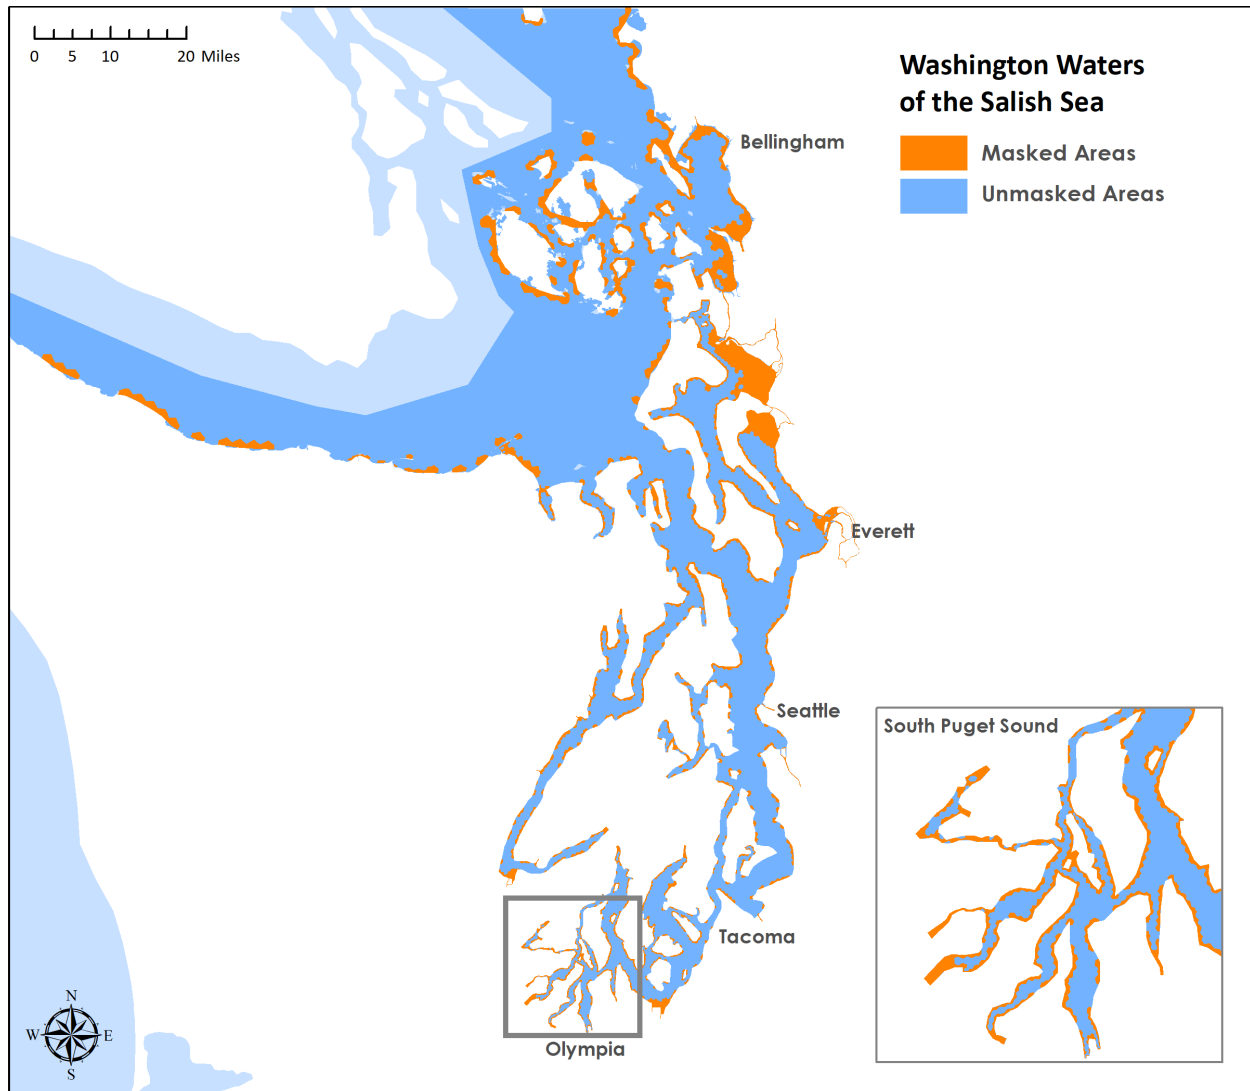 0 5 10 20 Miles
Washington Waters
of the Salish Sea
Masked Areas
Unmasked Areas
Bellingham
Everett
Seattle
South Puget Sound
Tacoma
Olympia
N
W E
S